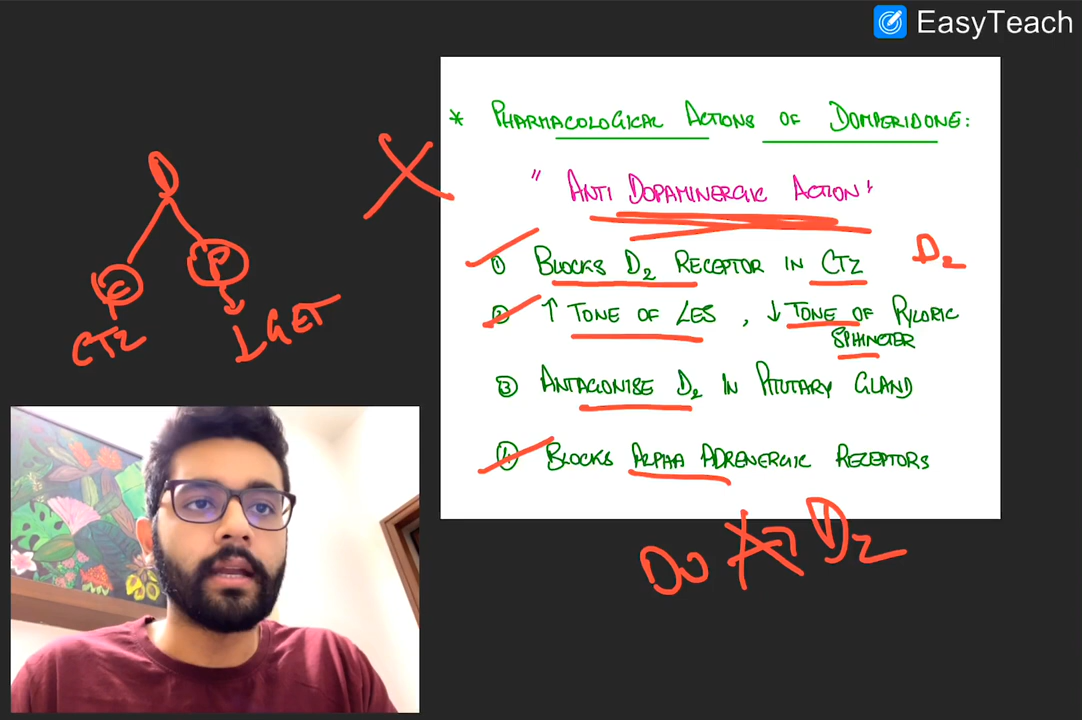 EasyTeach
* PHARMACOLOGICAL ACTIONS OF DOMPERIDONE:
" ANTI DOPAMINERGIC ACTION"
① BLOCKS D2 RECEPTOR IN CTZ
② ↑ TONE OF LES, ↓ TONE OF PYLORIC
SPHINCTER
③ ANTAGONISE D2 IN PITUTARY GLAND
④ BLOCKS ALPHA ADRENERGIC RECEPTORS
D2
D
C
P
CTZ
↓ GET
D2